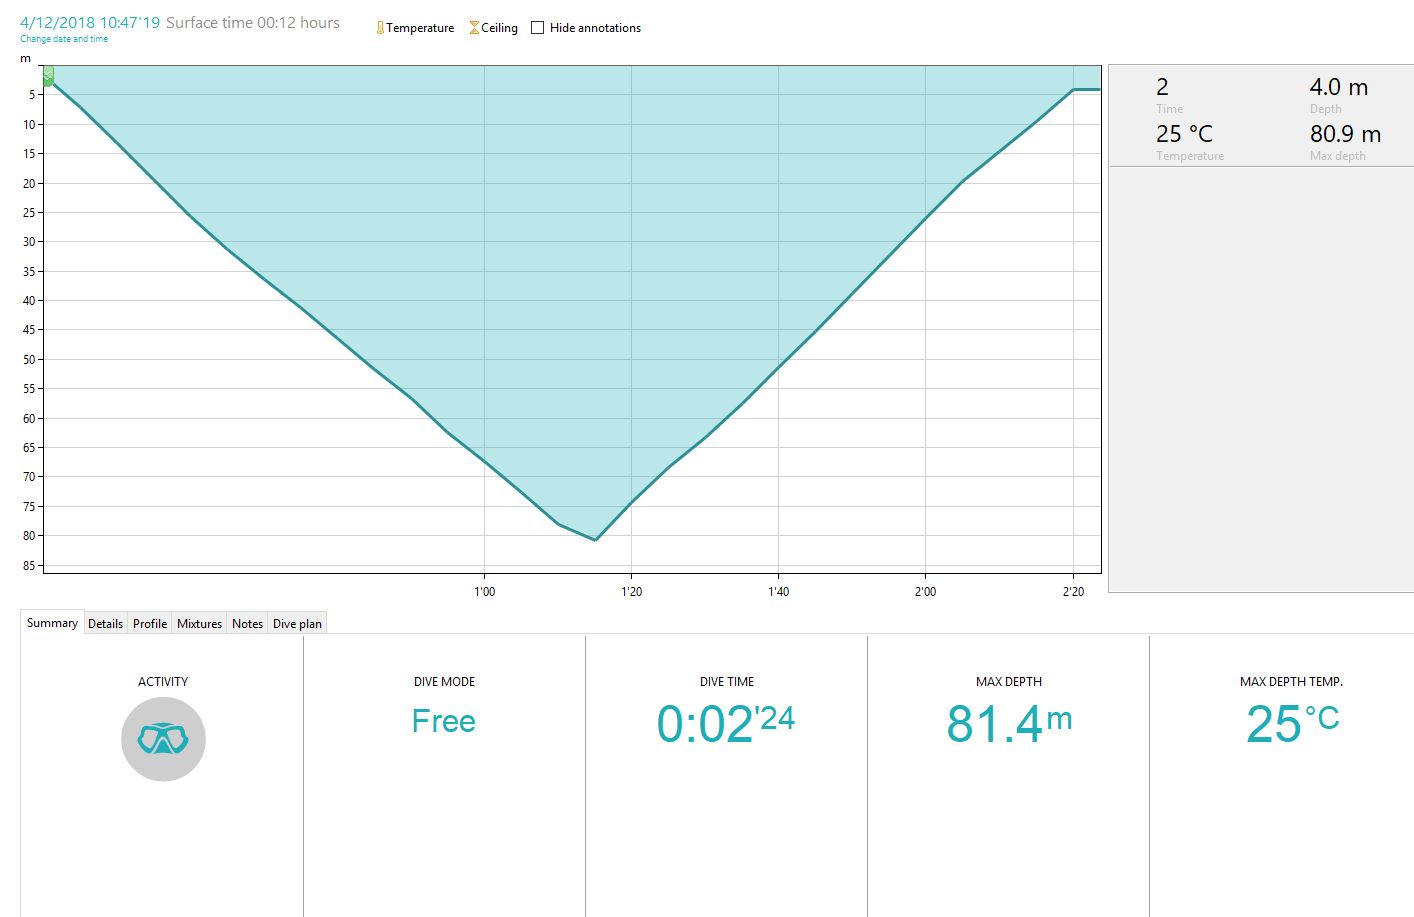 4/12/2018 10:47'19 Surface time 00:12 hours
Temperature Ceiling Hide annotations
Change date and time
m
5
10
15
20
25
30
35
40
45
50
55
60
65
70
75
80
85
1'00 1'20 1'40 2'00 2'20
2 4.0 m
Time Depth
25 °C 80.9 m
Temperature Max depth
Summary Details Profile Mixtures Notes Dive plan
ACTIVITY DIVE MODE DIVE TIME MAX DEPTH MAX DEPTH TEMP.
Free 0:02'24 81.4m 25°C